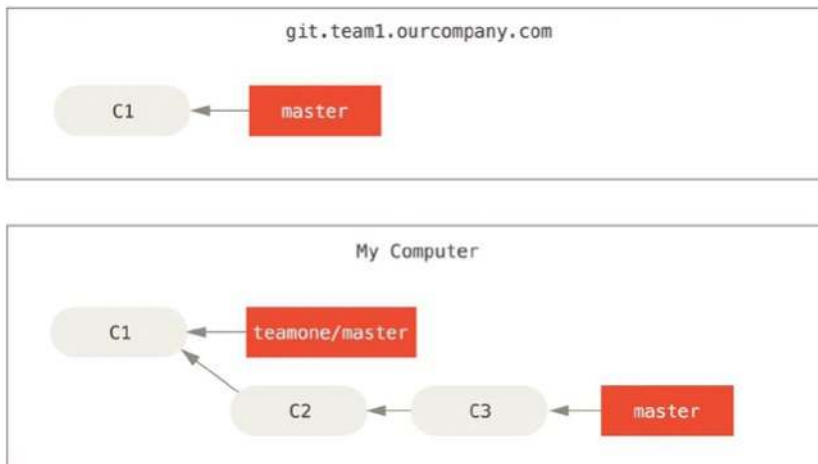 git.team1.ourcompany.com
C1 master
My Computer
C1 teamone/master
C2 C3 master